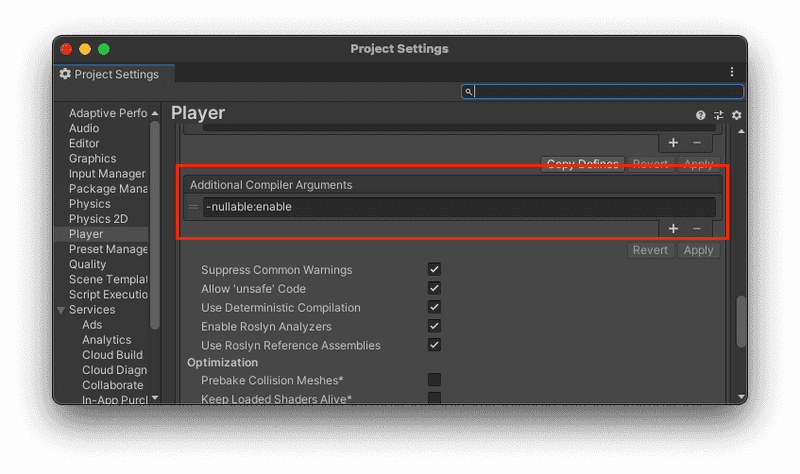 Project Settings
Project Settings
Adaptive Perfo
Audio
Editor
Graphics
Input Manager
Package Mana
Physics
Physics 2D
Player
Preset Manage
Quality
Scene Templat
Script Executio
Services
Ads
Analytics
Cloud Build
Cloud Diagn
Collaborate
In-App Purc
Player
Copy Defines Revert Apply
Additional Compiler Arguments
-nullable:enable
Revert Apply
Suppress Common Warnings
Allow 'unsafe' Code
Use Deterministic Compilation
Enable Roslyn Analyzers
Use Roslyn Reference Assemblies
Optimization
Prebake Collision Meshes*
Keep Loaded Shaders Alive*